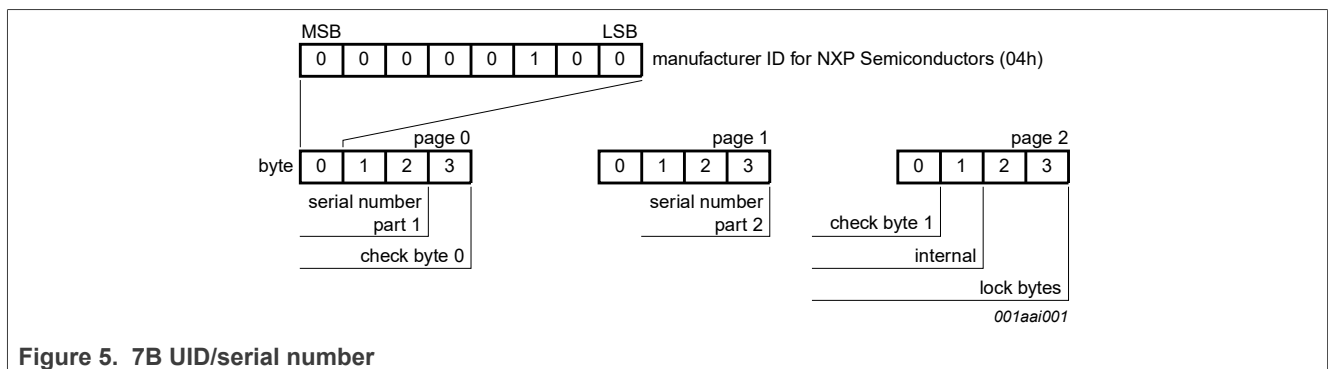 MSB LSB
0 0 0 0 0 1 0 0 manufacturer ID for NXP Semiconductors (04h)
page 0 page 1 page 2
byte 0 1 2 3 0 1 2 3 0 1 2 3
serial number serial number
part 1 part 2 check byte 1
check byte 0 internal
lock bytes
001aai001
Figure 5. 7B UID/serial number